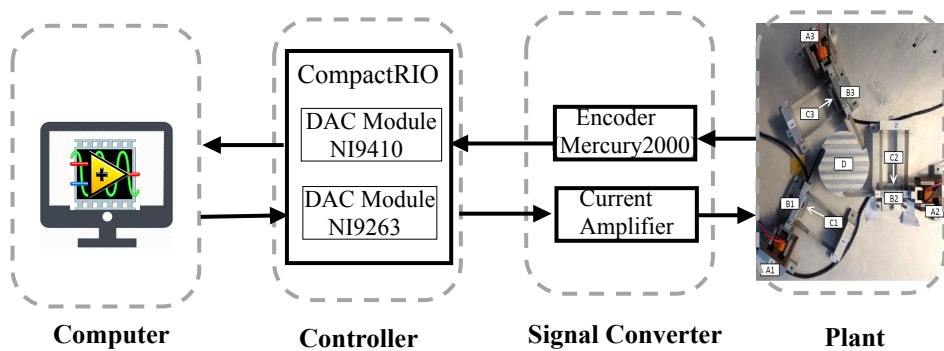 CompactRIO
DAC Module
NI9410
DAC Module
NI9263
Encoder
Mercury2000
Current
Amplifier
A3
B3
C3
D
C2
B1
B2
A2
C1
A1
Computer
Controller
Signal Converter
Plant